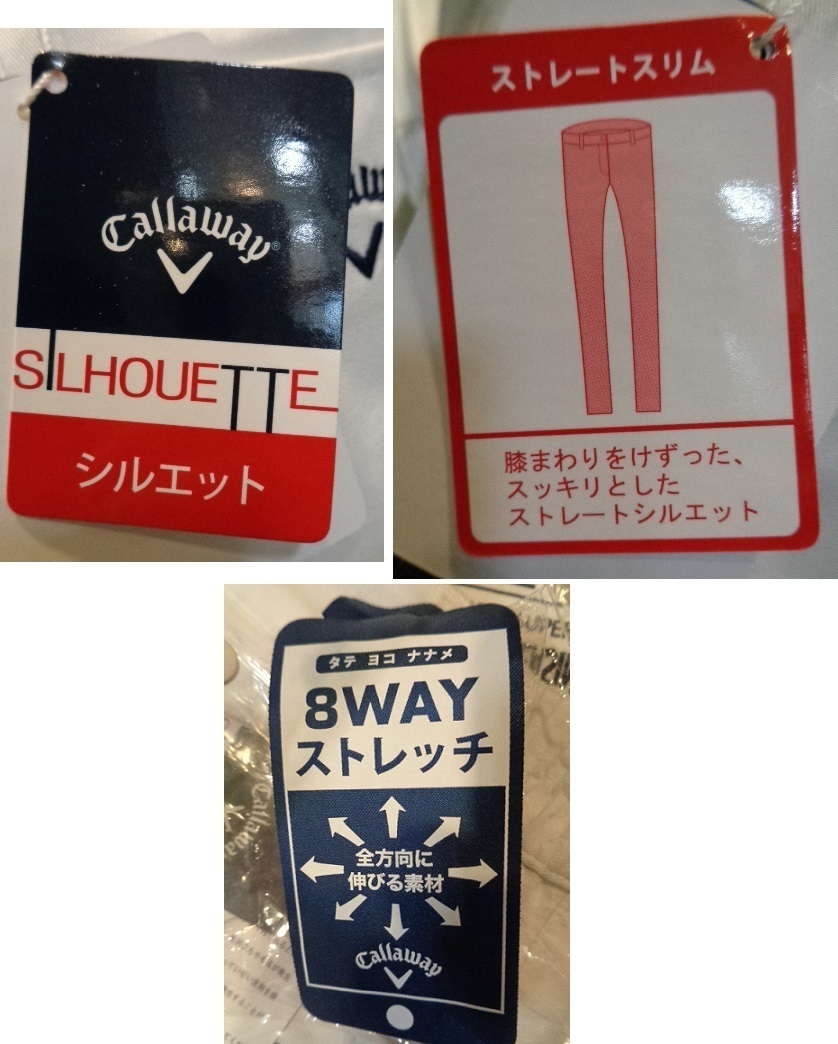 Callaway®
SILHOUETTE
シルエット
ストレートスリム
膝まわりをけずった、
スッキリとした
ストレートシルエット
タテ ヨコ ナナメ
8WAY
ストレッチ
全方向に
伸びる素材
Callaway
Callaway